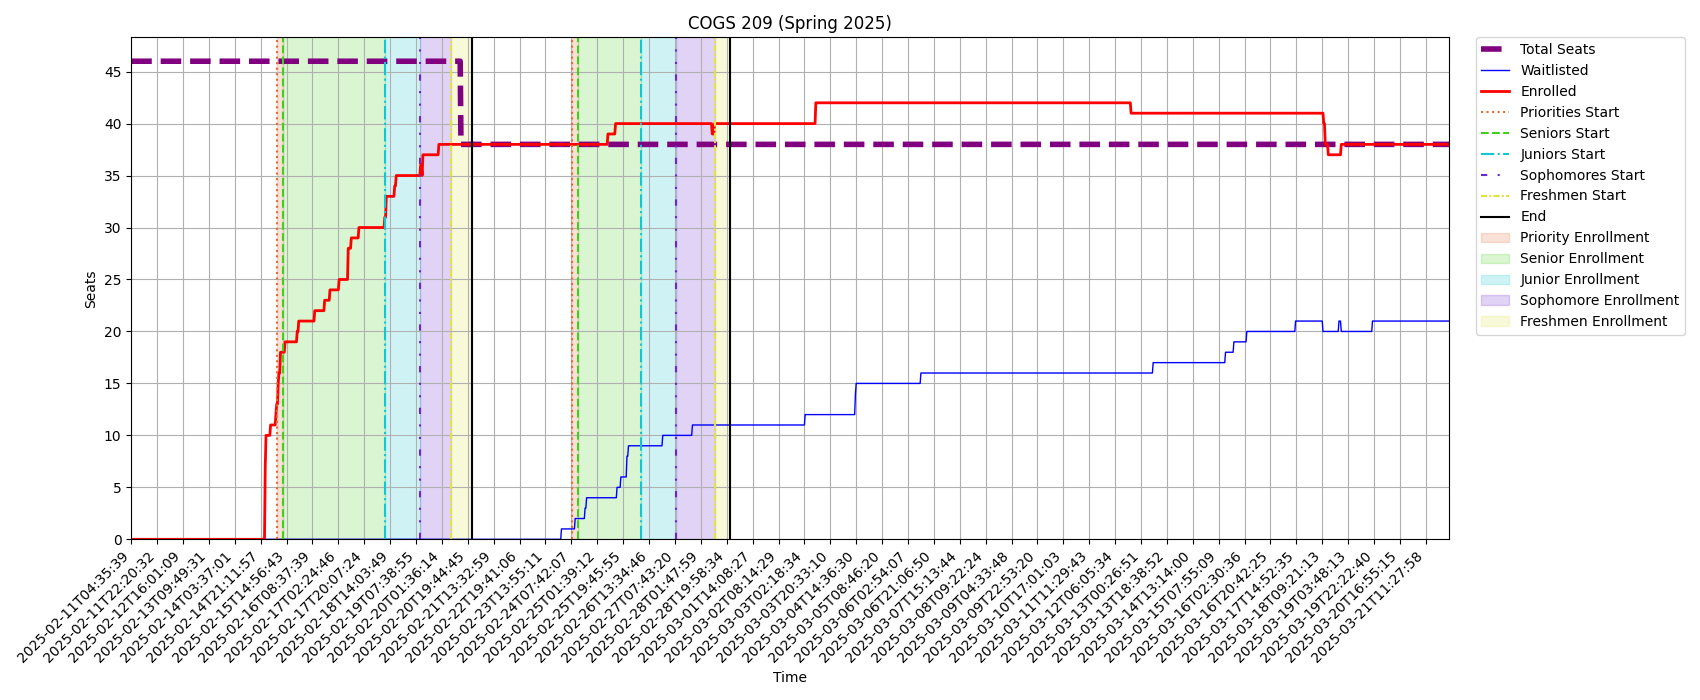 COGS 209 (Spring 2025)
Total Seats
Waitlisted
Enrolled
Priorities Start
Seniors Start
Juniors Start
Sophomores Start
Freshmen Start
End
Priority Enrollment
Senior Enrollment
Junior Enrollment
Sophomore Enrollment
Freshmen Enrollment
Seats
45
40
35
30
25
20
15
10
5
0
2025-02-11T04:35:39
2025-02-11T22:20:32
2025-02-12T16:01:09
2025-02-13T09:49:31
2025-02-14T03:37:01
2025-02-14T21:11:57
2025-02-15T14:56:43
2025-02-16T08:37:39
2025-02-17T02:24:46
2025-02-17T20:07:24
2025-02-18T14:03:49
2025-02-19T07:38:55
2025-02-20T01:36:14
2025-02-20T19:44:45
2025-02-21T13:32:59
2025-02-22T19:41:06
2025-02-23T13:55:11
2025-02-24T07:42:07
2025-02-25T01:39:12
2025-02-25T19:45:55
2025-02-26T13:34:46
2025-02-27T07:43:20
2025-02-28T01:47:59
2025-02-28T19:58:34
2025-03-01T14:08:27
2025-03-02T08:14:29
2025-03-03T02:18:34
2025-03-03T20:33:10
2025-03-04T14:36:30
2025-03-05T08:46:20
2025-03-06T02:54:07
2025-03-06T21:06:50
2025-03-07T15:13:44
2025-03-08T09:22:24
2025-03-09T04:33:48
2025-03-09T22:53:20
2025-03-10T17:01:03
2025-03-11T11:29:43
2025-03-12T06:05:34
2025-03-13T00:26:51
2025-03-13T18:38:52
2025-03-14T13:14:00
2025-03-15T07:55:09
2025-03-16T02:30:36
2025-03-16T20:42:25
2025-03-17T14:52:35
2025-03-18T09:21:13
2025-03-19T03:48:13
2025-03-19T22:22:40
2025-03-20T16:55:15
2025-03-21T11:27:58
Time